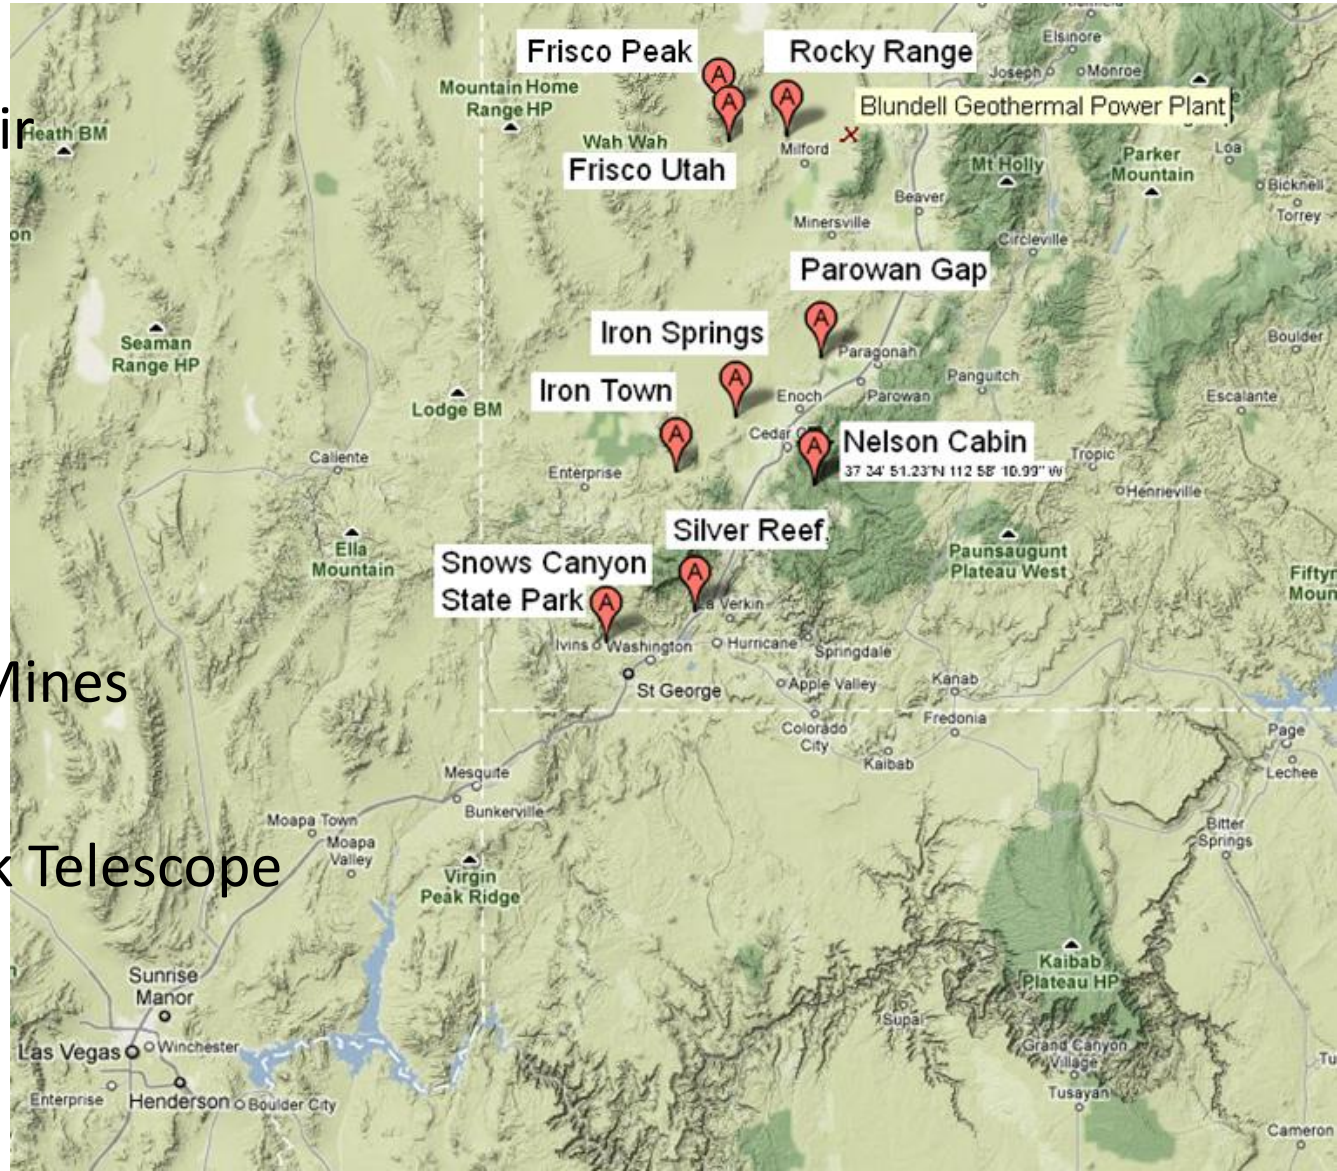 Elsinore
Frisco Peak
Rocky Range
Joseph
Monroe
Mountain Home
Range HP
Blundell Geothermal Power Plant
ir
Heath BM
Wah Wah
Milford
Frisco Utah
Mt Holly
Parker
Mountain
Loa
Bicknell
Beaver
Torrey
Minersville
on
Circleville
Parowan Gap
Seaman
Range HP
Iron Springs
Paragonah
Boulder
Iron Town
Panguitch
Enoch
Parowan
Escalante
Lodge BM
Cedar
Nelson Cabin
37 34' 51.23"N 112 58' 10.99" W
Caliente
Tropic
Enterprise
Henrieville
Silver Reef
Ella
Mountain
Paunsaugunt
Plateau West
Snows Canyon
State Park
La Verkin
Ivins
Washington
Hurricane
Springdale
Mines
St George
Apple Valley
Kanab
Colorado
City
Fredonia
Page
Kaibab
Lechee
Mesquite
Bunkerville
Moapa Town
Moapa
Valley
Bitter
Springs
k Telescope
Virgin
Peak Ridge
Kaibab
Plateau HP
Sunrise
Manor
Supai
Las Vegas
Winchester
Grand Canyon
Village
Enterprise
Henderson
Boulder City
Tusayan
Tu
Cameron